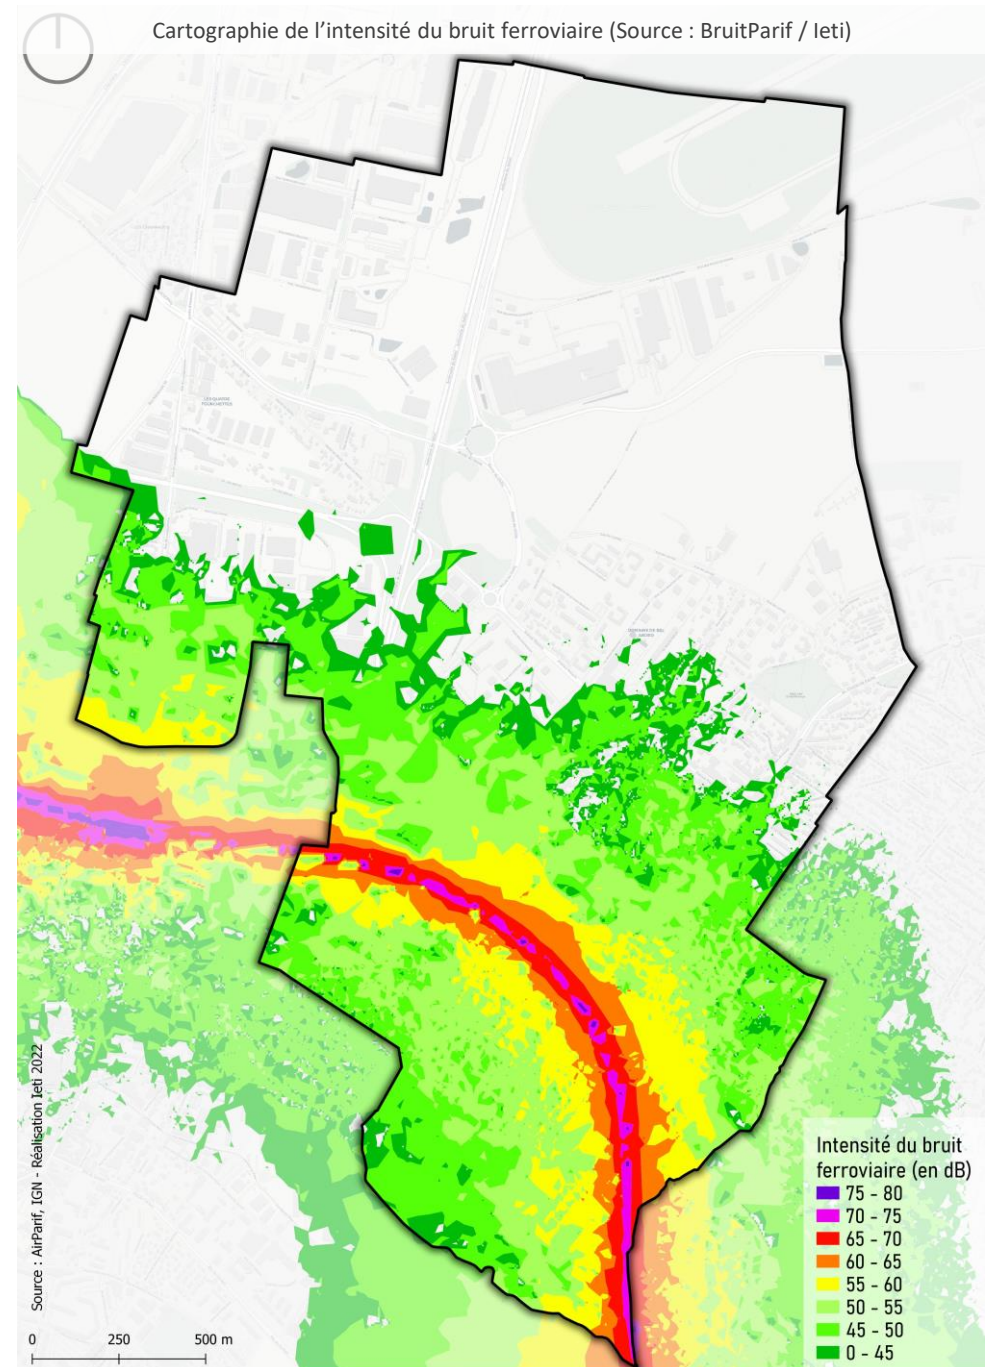 Cartographie de l’intensité du bruit ferroviaire (Source : BruitParif / Ieti)
Source : AirParif, IGN - Réalisation Ieti 2022
Intensité du bruit
ferroviaire (en dB)
75 - 80
70 - 75
65 - 70
60 - 65
55 - 60
50 - 55
45 - 50
0 - 45
0 250 500 m